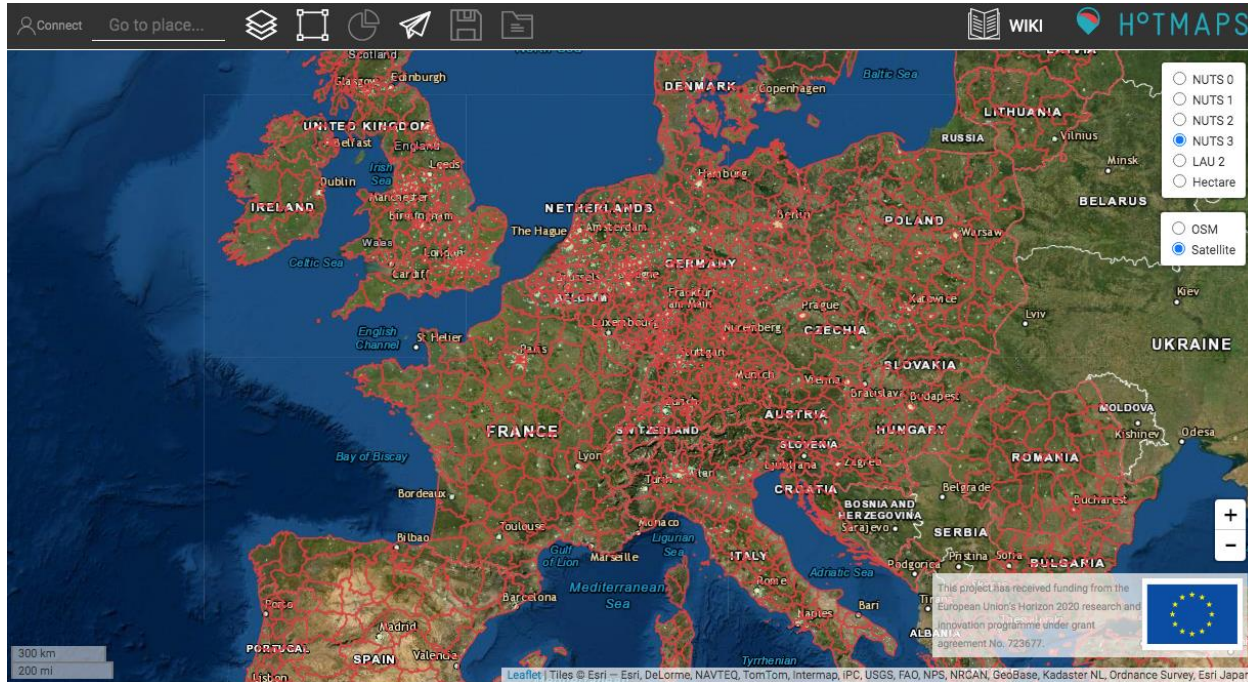 Connect
Go to place...
WIKI
HOTMAPS
NUTS 0
NUTS 1
NUTS 2
NUTS 3
LAU 2
Hectare
OSM
Satellite
Scotland
Glasgow
Edinburgh
UNITED KINGDOM
Belfast
England
Irish
Sea
Leeds
Dublin
Manchester
IRELAND
Birmingham
Wales
London
Celtic Sea
Cardiff
DENMARK
Copenhagen
Baltic Sea
LITHUANIA
RUSSIA
Vilnius
Minsk
BELARUS
Hamburg
NETHERLANDS
The Hague
Amsterdam
Berlin
POLAND
Warsaw
GERMANY
Brussels
BELGIUM
Frankfurt
am Main
Prague
Katowice
Kiev
Luxembourg
Nuremberg
CZECHIA
Lviv
English
Channel
St Helier
Paris
Stuttgart
UKRAINE
SLOVAKIA
Munich
Vienna
Bratislava
Budapest
Zurich
AUSTRIA
MOLDOVA
FRANCE
SWITZERLAND
HUNGARY
Kishinev
Odesa
SLOVENIA
Bay of Biscay
Lyon
Ljubljana
Zagreb
ROMANIA
Turin
Milan
CROATIA
Belgrade
Bordeaux
BOSNIA AND
HERZEGOVINA
Bucharest
Sarajevo
SERBIA
Toulouse
Monaco
Bilbao
Gulf
of Lion
Marseille
Ligurian
Sea
ITALY
Adriatic Sea
Podgorica
Pristina
Sofia
BULGARIA
Mediterranean
Sea
Rome
Porto
Barcelona
Naples
Bari
Madrid
PORTUGAL
SPAIN
Valencia
Lisbon
Tyrrhenian
ALBANIA
This project has received funding from the
European Union's Horizon 2020 research and
innovation programme under grant
agreement No. 723677.
+
−
300 km
200 mi
Leaflet | Tiles © Esri — Esri, DeLorme, NAVTEQ, TomTom, Intermap, iPC, USGS, FAO, NPS, NRCAN, GeoBase, Kadaster NL, Ordnance Survey, Esri Japan